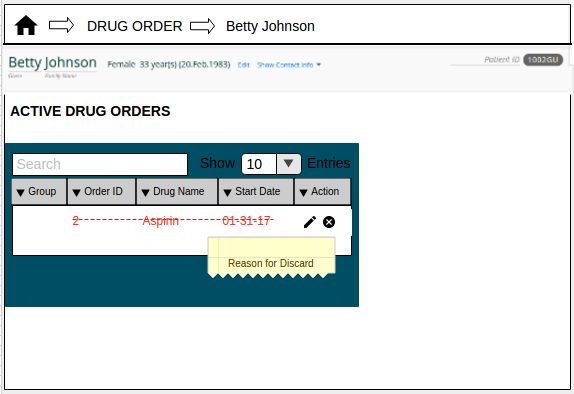 DRUG ORDER Betty Johnson
Betty Johnson Female 33 year(s) (20.Feb.1983) Edit Show Contact Info Patient ID 1002GU
Given Family Name
ACTIVE DRUG ORDERS
Search Show 10 Entries
Group Order ID Drug Name Start Date Action
2 Aspirin 01-31-17
Reason for Discard